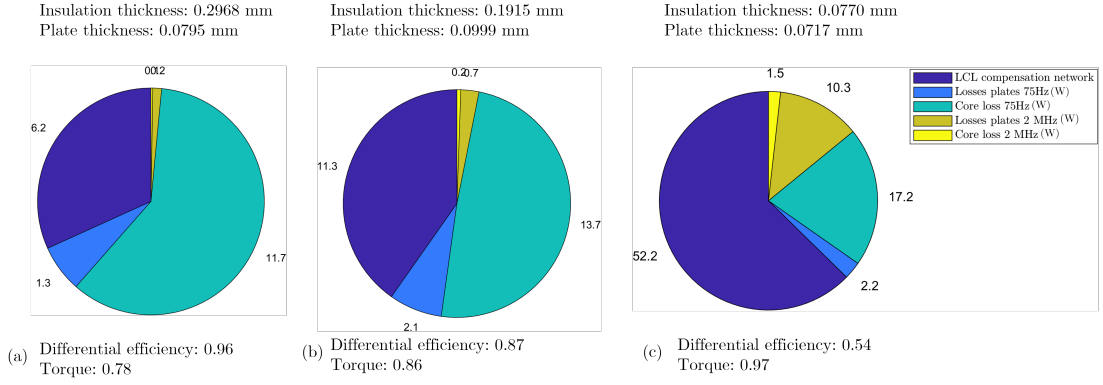 Insulation thickness: 0.2968 mm
Plate thickness: 0.0795 mm
Insulation thickness: 0.1915 mm
Plate thickness: 0.0999 mm
Insulation thickness: 0.0770 mm
Plate thickness: 0.0717 mm
6.2
1.3
11.7
0.2
0.7
11.3
2.1
13.7
1.5
10.3
17.2
2.2
52.2
LCL compensation network
Losses plates 75Hz (W)
Core loss 75Hz (W)
Losses plates 2 MHz (W)
Core loss 2 MHz (W)
(a)
Differential efficiency: 0.96
Torque: 0.78
(b)
Differential efficiency: 0.87
Torque: 0.86
(c)
Differential efficiency: 0.54
Torque: 0.97